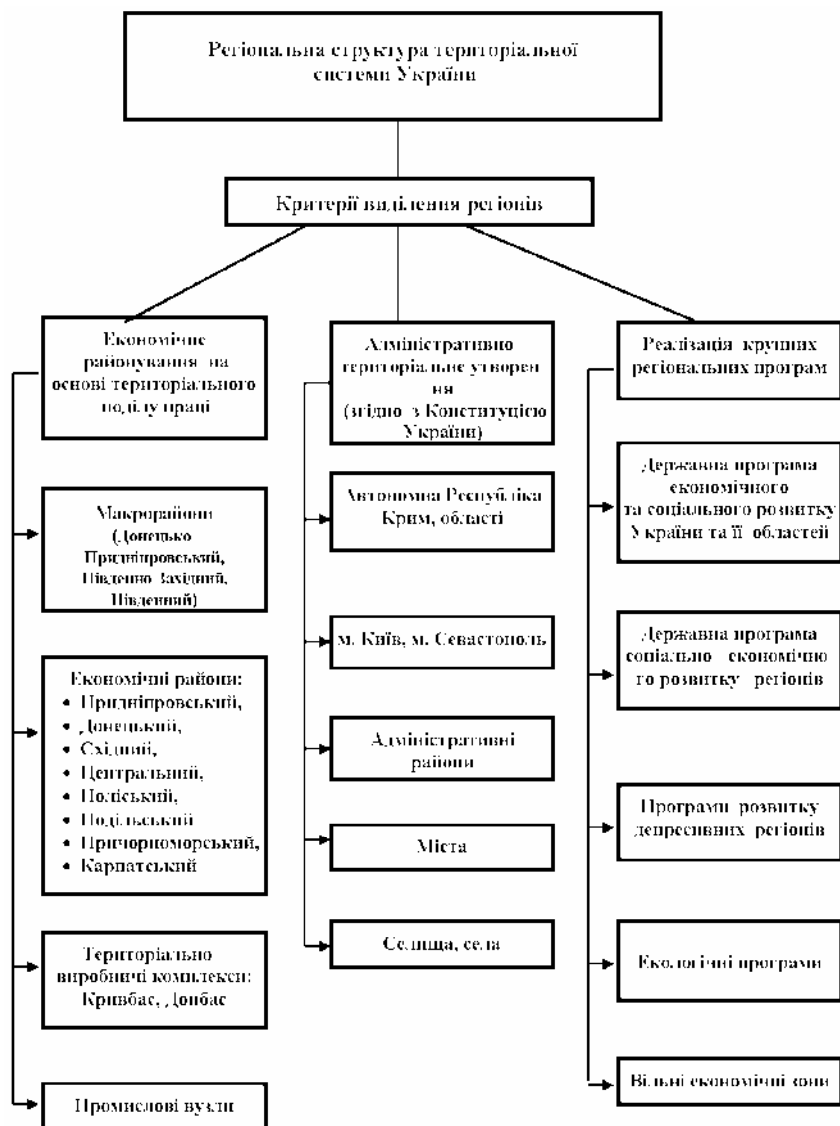 Регіональна структура територіальної
системи України
Критерії виділення регіонів
Економічне
районування на
основі територіального
поділу праці
Макрорайони
(Донецько
Придніпровський,
Південно Західний,
Південний)
Економічні райони:
• Придніпровський,
• Донецький,
• Східний,
• Центральний,
• Поліський,
• Подільський
• Причорноморський,
• Карпатський
Територіально
виробничі комплекси:
Кривбас, Донбас
Промислові вузли
Адміністративно
територіальне утворен
ня
(згідно з Конституцією
України)
Автономна Республіка
Крим, області
м. Київ, м. Севастополь
Адміністративні
райони
Міста
Селища, села
Реалізація крупних
регіональних програм
Державна програма
економічного
та соціального розвитку
України та її областей
Державна програма
соціально економічно
го розвитку регіонів
Програми розвитку
депресивних регіонів
Екологічні програми
Вільні економічні зони